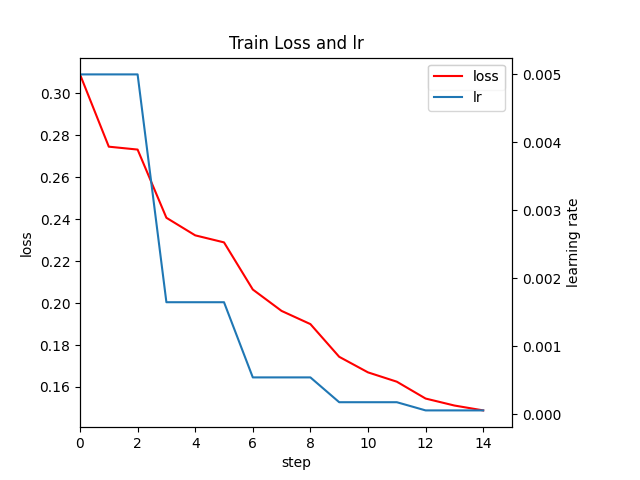 Train Loss and lr
loss
lr
0.30
0.28
0.26
0.24
0.22
0.20
0.18
0.16
loss
0.005
0.004
0.003
0.002
0.001
0.000
learning rate
0 2 4 6 8 10 12 14
step